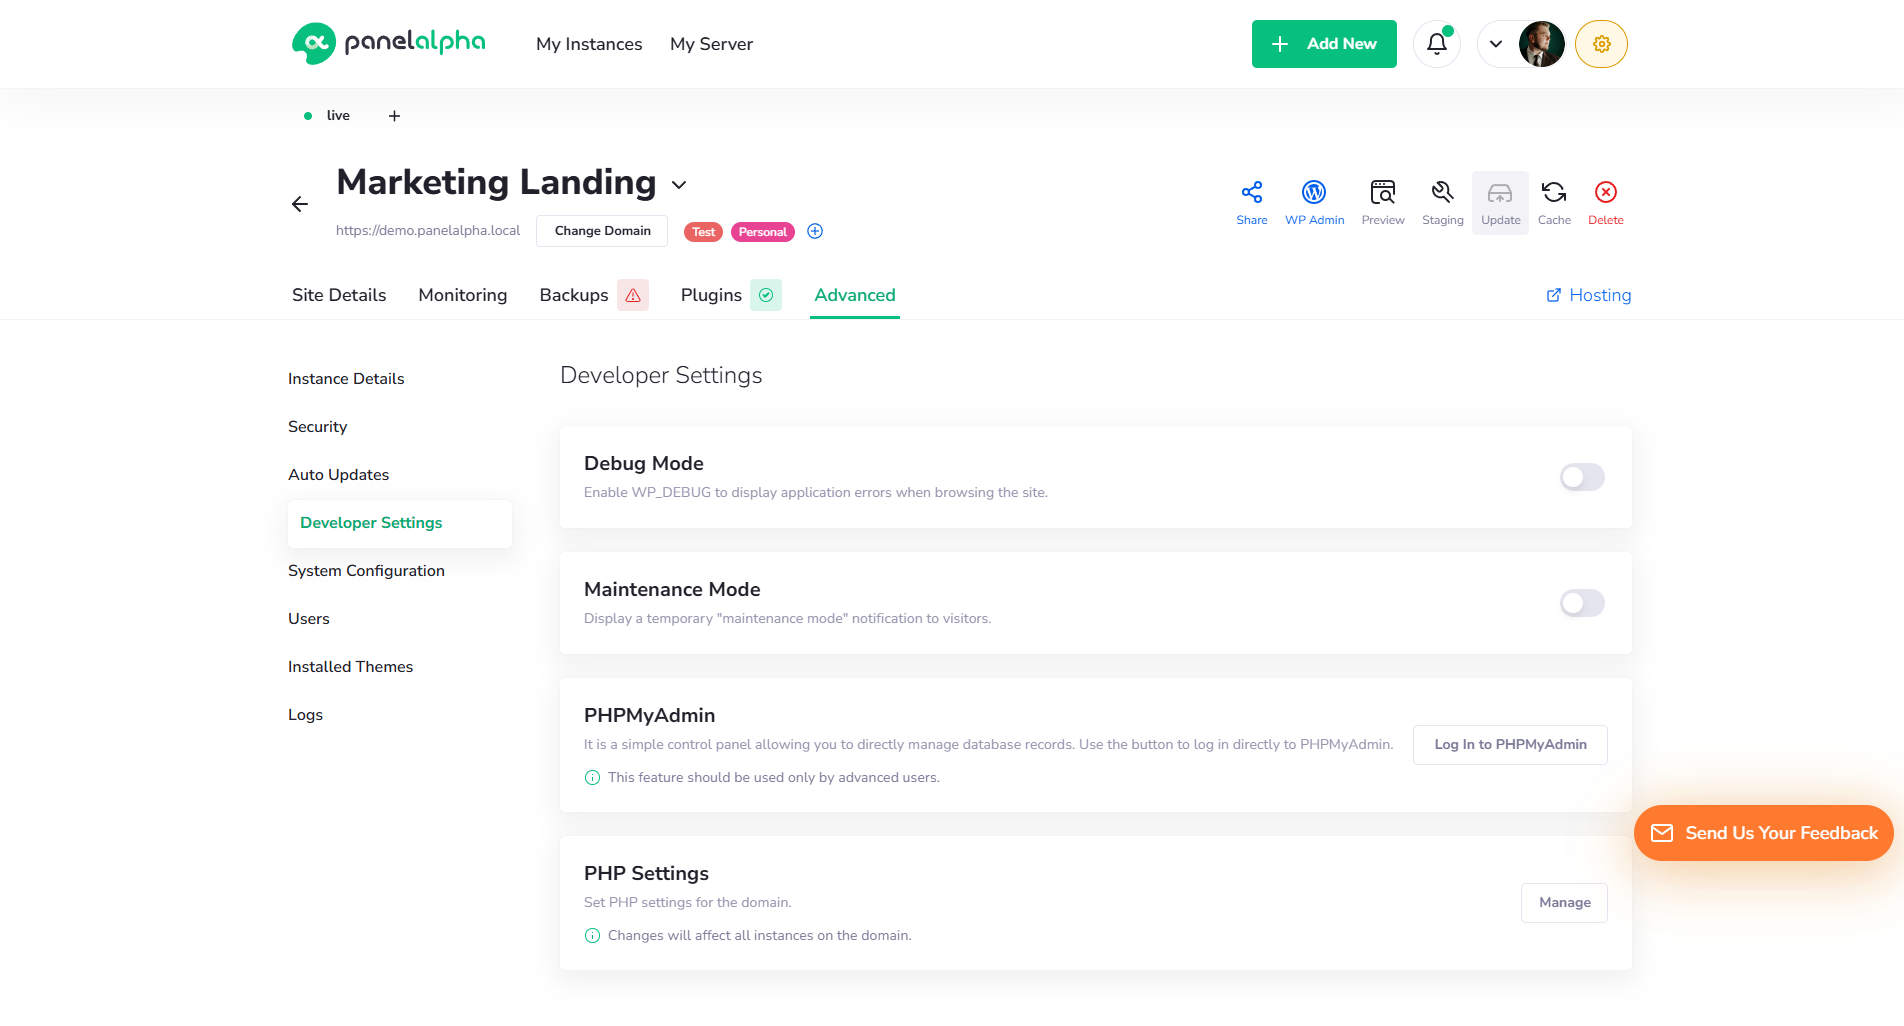 panelalpha
My Instances
My Server
Add New
live
Marketing Landing
https://demo.panelalpha.local
Change Domain
Test
Personal
Share
WP Admin
Preview
Staging
Update
Cache
Delete
Site Details
Monitoring
Backups
Plugins
Advanced
Hosting
Instance Details
Security
Auto Updates
Developer Settings
System Configuration
Users
Installed Themes
Logs
Developer Settings
Debug Mode
Enable WP_DEBUG to display application errors when browsing the site.
Maintenance Mode
Display a temporary "maintenance mode" notification to visitors.
PHPMyAdmin
It is a simple control panel allowing you to directly manage database records. Use the button to log in directly to PHPMyAdmin.
This feature should be used only by advanced users.
Log In to PHPMyAdmin
PHP Settings
Set PHP settings for the domain.
Changes will affect all instances on the domain.
Manage
Send Us Your Feedback